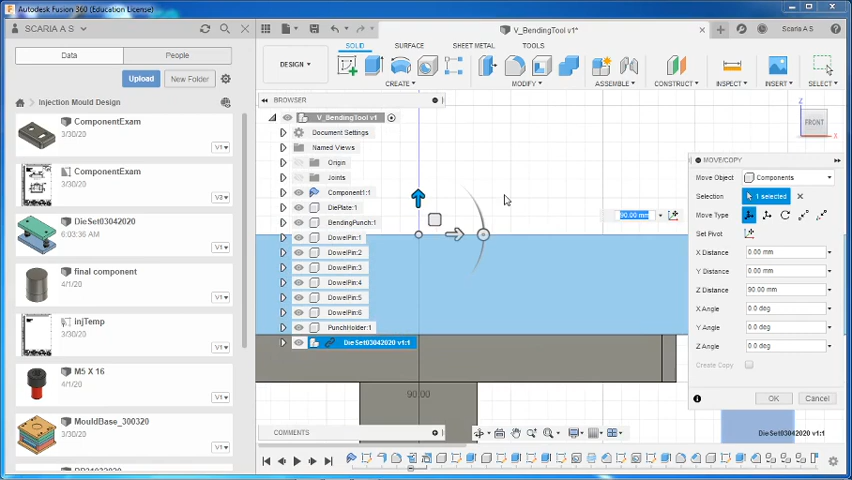 Autodesk Fusion 360 (Education License)
SCARIA A S
V_BendingTool v1*
Scaria A S
Data
People
SOLID
SURFACE
SHEET METAL
TOOLS
DESIGN
CREATE
MODIFY
ASSEMBLE
CONSTRUCT
INSPECT
INSERT
SELECT
Upload
New Folder
Injection Mould Design
BROWSER
V_BendingTool v1
Document Settings
Named Views
Origin
Joints
Component1:1
DiePlate:1
BendingPunch:1
DowelPin:1
DowelPin:2
DowelPin:3
DowelPin:4
DowelPin:5
DowelPin:6
PunchHolder:1
DieSet03042020 v1:1
ComponentExam
3/30/20
V1
ComponentExam
3/30/20
V3
DieSet03042020
6:03:36 AM
V1
final component
4/1/20
V1
injTemp
3/30/20
V2
M5 X 16
4/1/20
V1
MouldBase_300320
3/30/20
V2
FRONT
X
Z
90.00 mm
90.00
MOVE/COPY
Move Object
Components
Selection
1 selected
Move Type
Set Pivot
X Distance
0.00 mm
Y Distance
0.00 mm
Z Distance
90.00 mm
X Angle
0.0 deg
Y Angle
0.0 deg
Z Angle
0.0 deg
Create Copy
OK
Cancel
DieSet03042020 v1:1
COMMENTS